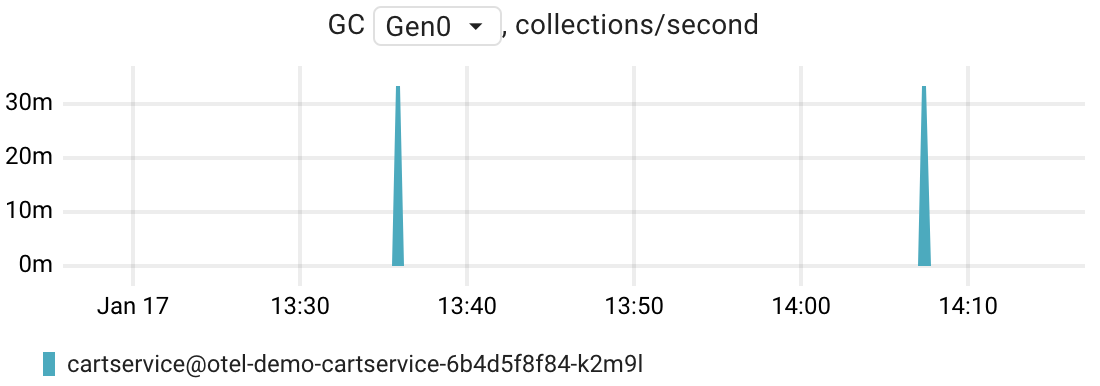 GC Gen0, collections/second
30m
20m
10m
0m
Jan 17 13:30 13:40 13:50 14:00 14:10
cartservice@otel-demo-cartservice-6b4d5f8f84-k2m9l